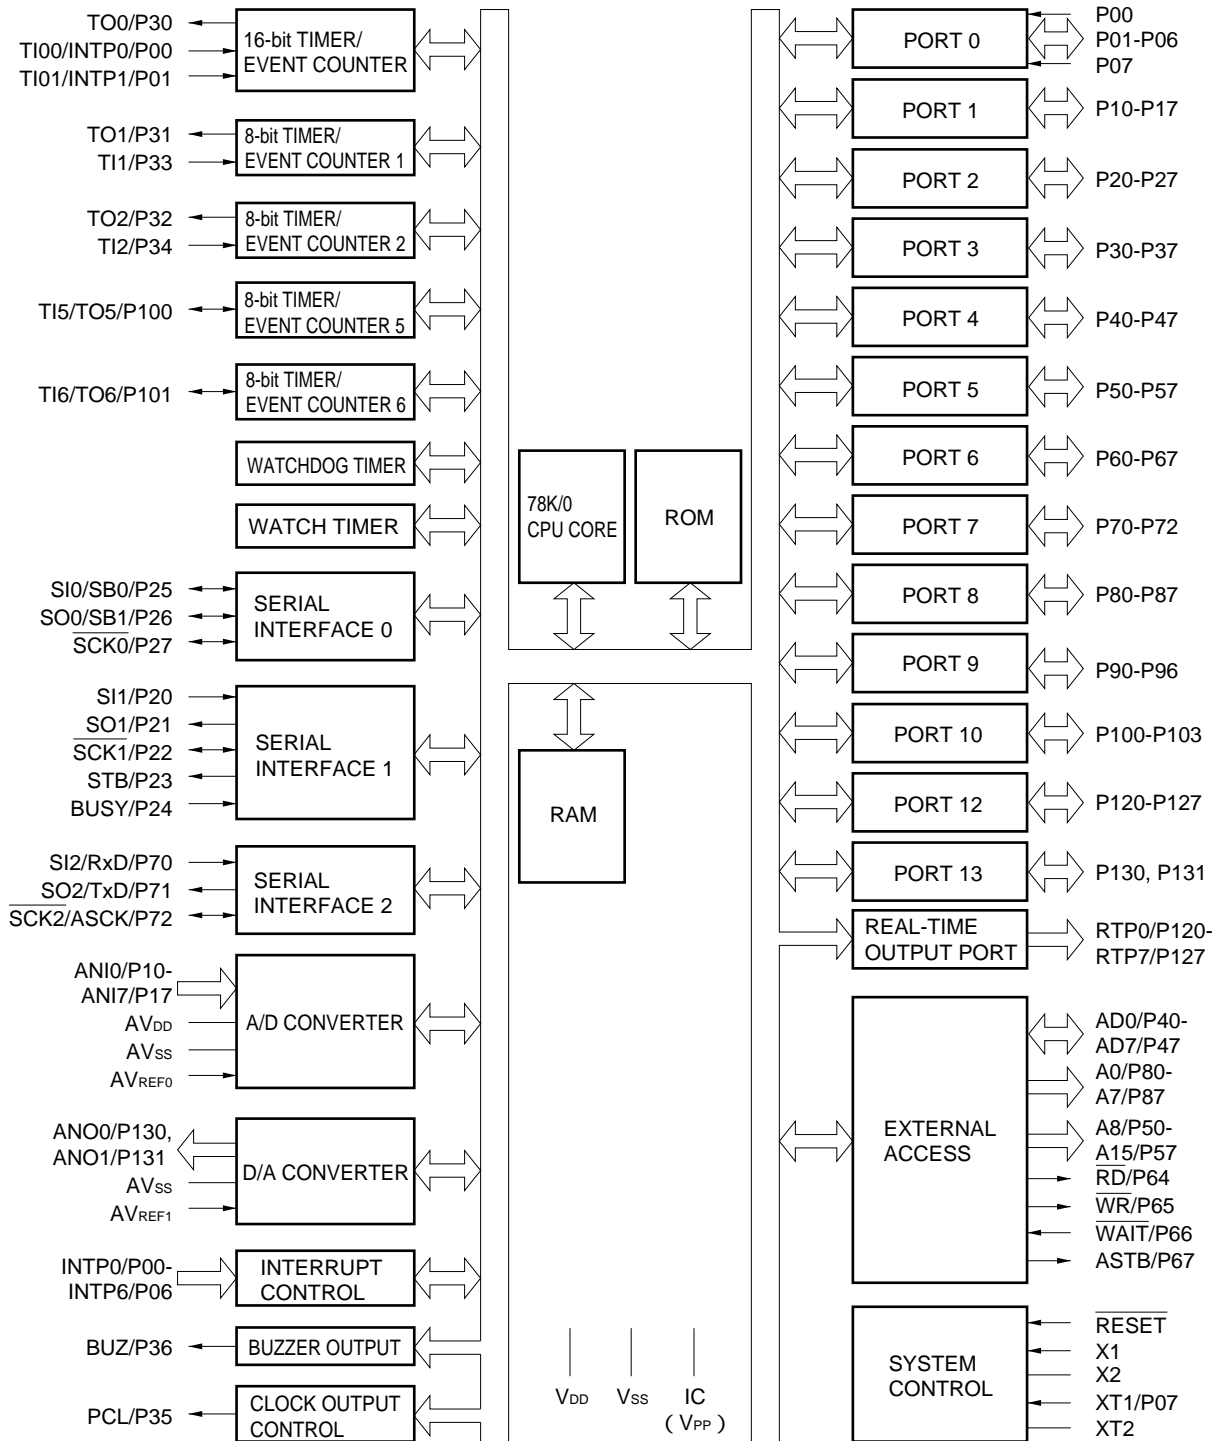 TO0/P30
TI00/INTP0/P00
TI01/INTP1/P01
16-bit TIMER/
EVENT COUNTER
TO1/P31
TI1/P33
8-bit TIMER/
EVENT COUNTER 1
TO2/P32
TI2/P34
8-bit TIMER/
EVENT COUNTER 2
TI5/TO5/P100
8-bit TIMER/
EVENT COUNTER 5
TI6/TO6/P101
8-bit TIMER/
EVENT COUNTER 6
WATCHDOG TIMER
WATCH TIMER
SI0/SB0/P25
SO0/SB1/P26
SCK0/P27
SERIAL
INTERFACE 0
SI1/P20
SO1/P21
SCK1/P22
STB/P23
BUSY/P24
SERIAL
INTERFACE 1
SI2/RxD/P70
SO2/TxD/P71
SCK2/ASCK/P72
SERIAL
INTERFACE 2
ANI0/P10-
ANI7/P17
AVDD
AVSS
AVREF0
A/D CONVERTER
ANO0/P130,
ANO1/P131
AVSS
AVREF1
D/A CONVERTER
INTP0/P00-
INTP6/P06
INTERRUPT
CONTROL
BUZ/P36
BUZZER OUTPUT
PCL/P35
CLOCK OUTPUT
CONTROL
78K/0
CPU CORE
ROM
RAM
VDD
VSS
IC
(VPP)
PORT 0
P00
P01-P06
P07
PORT 1
P10-P17
PORT 2
P20-P27
PORT 3
P30-P37
PORT 4
P40-P47
PORT 5
P50-P57
PORT 6
P60-P67
PORT 7
P70-P72
PORT 8
P80-P87
PORT 9
P90-P96
PORT 10
P100-P103
PORT 12
P120-P127
PORT 13
P130, P131
REAL-TIME
OUTPUT PORT
RTP0/P120-
RTP7/P127
EXTERNAL
ACCESS
AD0/P40-
AD7/P47
A0/P80-
A7/P87
A8/P50-
A15/P57
RD/P64
WR/P65
WAIT/P66
ASTB/P67
SYSTEM
CONTROL
RESET
X1
X2
XT1/P07
XT2